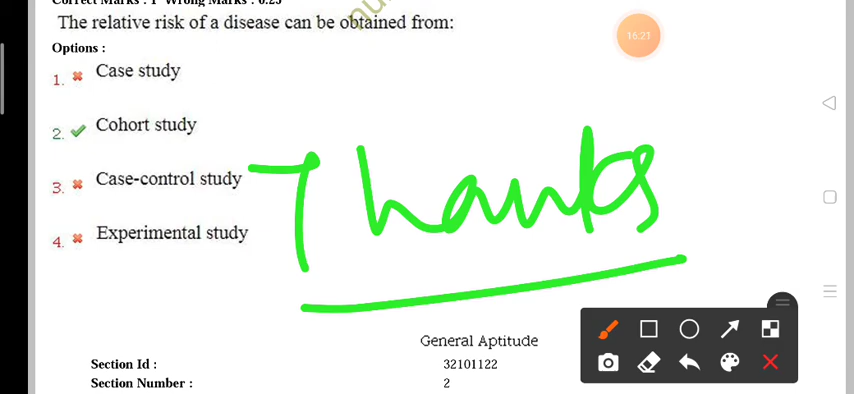 The relative risk of a disease can be obtained from:
16:21
Options :
1. Case study
2. Cohort study
3. Case-control study
4. Experimental study
Thanks
General Aptitude
Section Id : 32101122
Section Number : 2